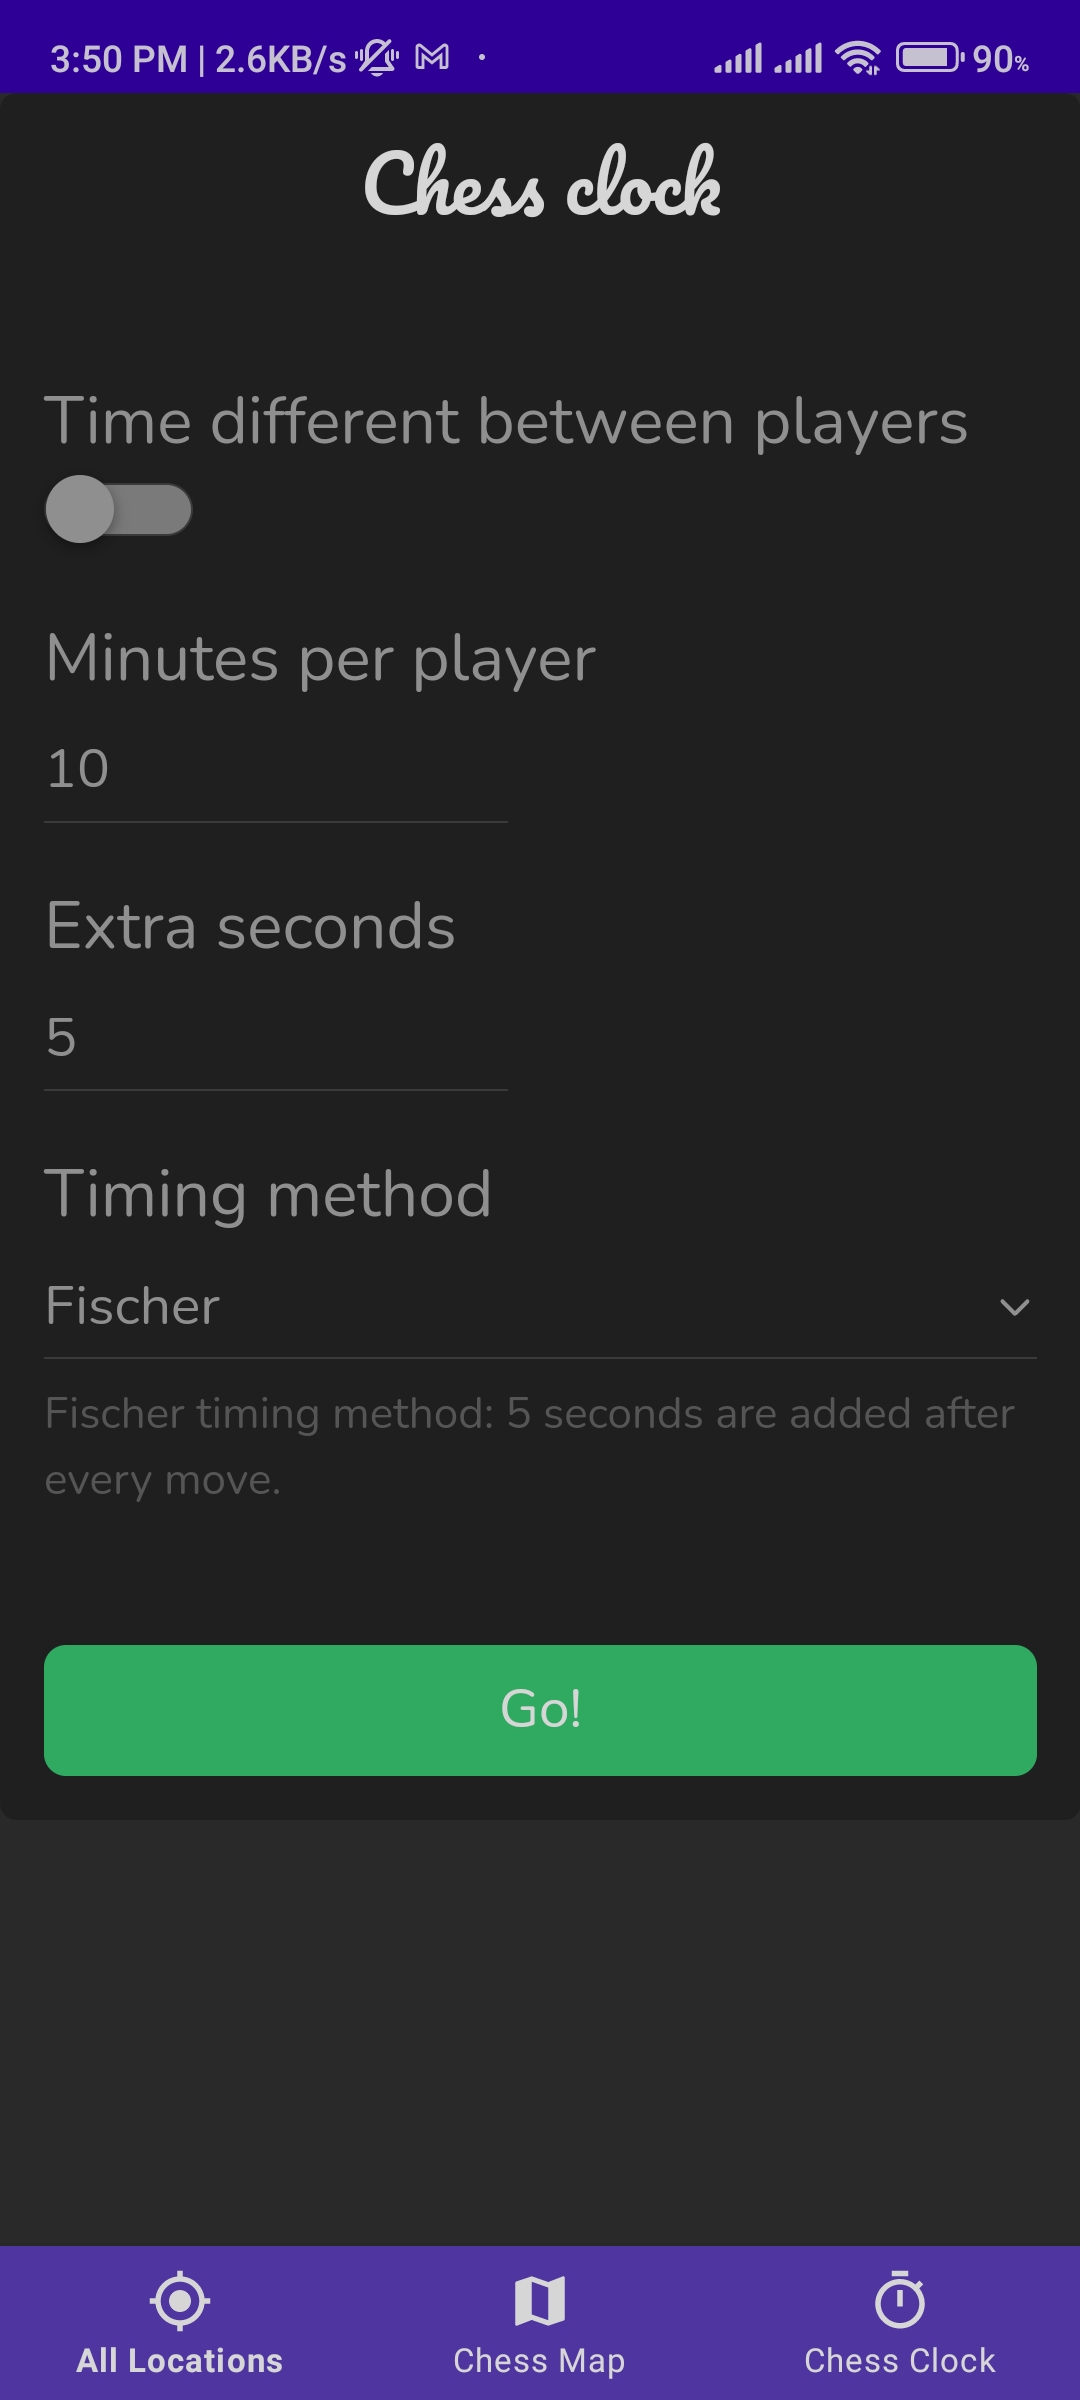 3:50 PM | 2.6KB/s
90%
Chess clock
Time different between players
Minutes per player
10
Extra seconds
5
Timing method
Fischer
Fischer timing method: 5 seconds are added after
every move.
Go!
All Locations
Chess Map
Chess Clock